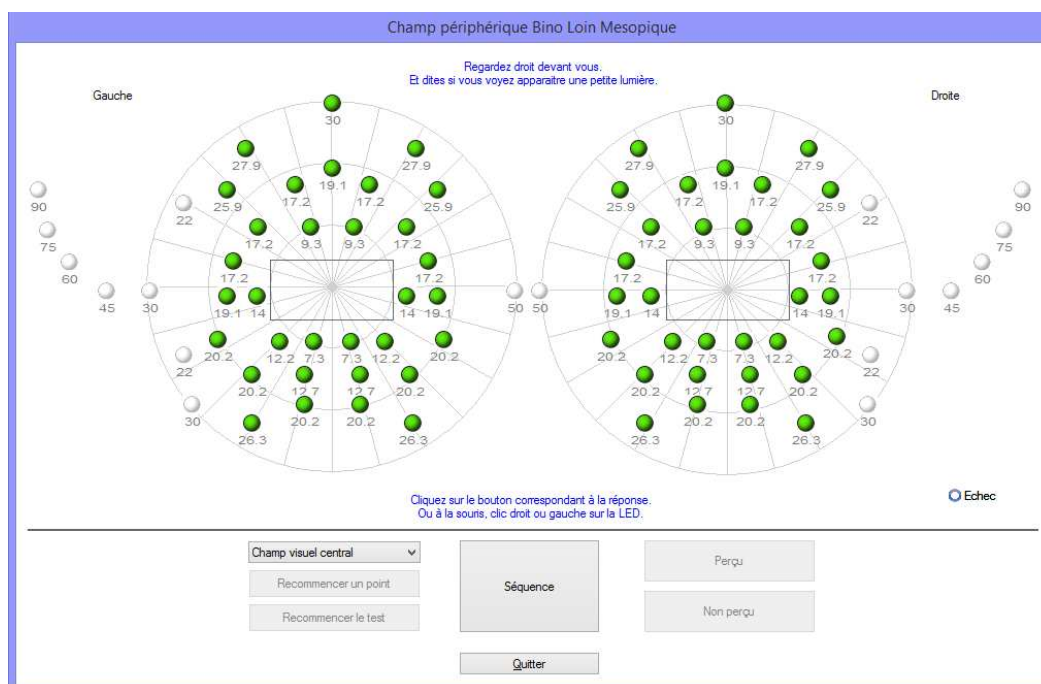 Champ périphérique Bino Loin Mesopique
Regardez droit devant vous.
Et dites si vous voyez apparaitre une petite lumière.
Gauche
Droite
30 30
27.9 27.9 27.9 27.9
19.1 19.1
17.2 17.2 17.2 17.2
90 25.9 25.9 25.9 25.9 90
22 22
75 17.2 9.3 9.3 17.2 17.2 9.3 9.3 17.2 75
60 17.2 17.2 17.2 17.2 60
45 30 19.1 14 14 19.1 50 50 19.1 14 14 19.1 30 45
20.2 12.2 7.3 7.3 12.2 20.2 20.2 12.2 7.3 7.3 12.2 20.2
22 22
20.2 12.7 12.7 20.2 20.2 12.7 12.7 20.2
30 20.2 20.2 20.2 20.2 30
26.3 26.3 26.3 26.3
Cliquez sur le bouton correspondant à la réponse.
Ou à la souris, clic droit ou gauche sur la LED.
Echec
Champ visuel central
Recommencer un point
Recommencer le test
Séquence
Perçu
Non perçu
Quitter